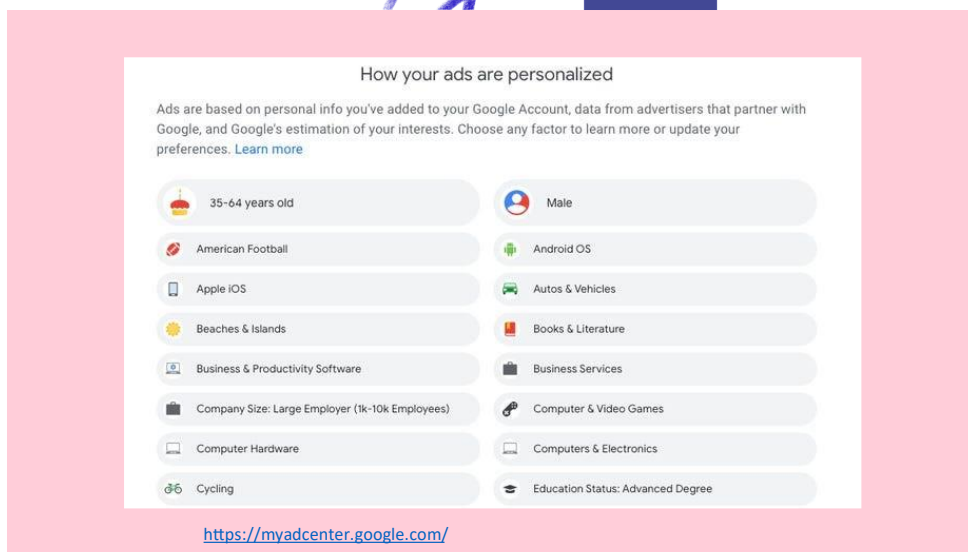 How your ads are personalized
Ads are based on personal info you've added to your Google Account, data from advertisers that partner with
Google, and Google's estimation of your interests. Choose any factor to learn more or update your
preferences. Learn more
35-64 years old
Male
American Football
Android OS
Apple iOS
Autos & Vehicles
Beaches & Islands
Books & Literature
Business & Productivity Software
Business Services
Company Size: Large Employer (1k-10k Employees)
Computer & Video Games
Computer Hardware
Computers & Electronics
Cycling
Education Status: Advanced Degree
https://myadcenter.google.com/